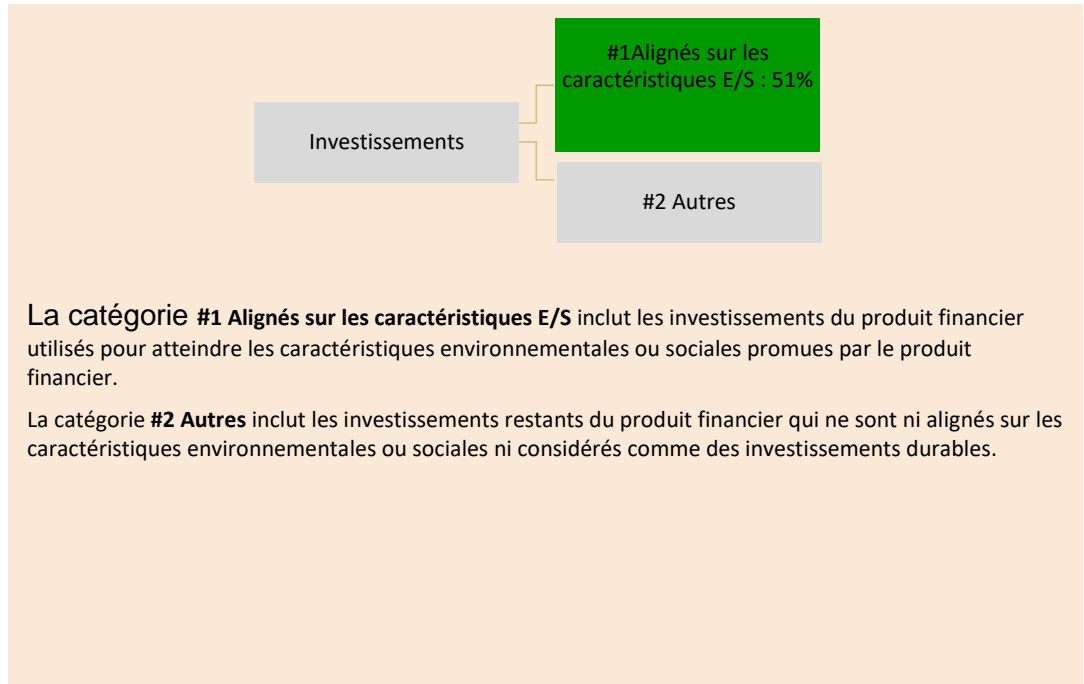 #1Alignés sur les
caractéristiques E/S : 51%
Investissements
#2 Autres
La catégorie #1 Alignés sur les caractéristiques E/S inclut les investissements du produit financier
utilisés pour atteindre les caractéristiques environnementales ou sociales promues par le produit
financier.
La catégorie #2 Autres inclut les investissements restants du produit financier qui ne sont ni alignés sur les
caractéristiques environnementales ou sociales ni considérés comme des investissements durables.